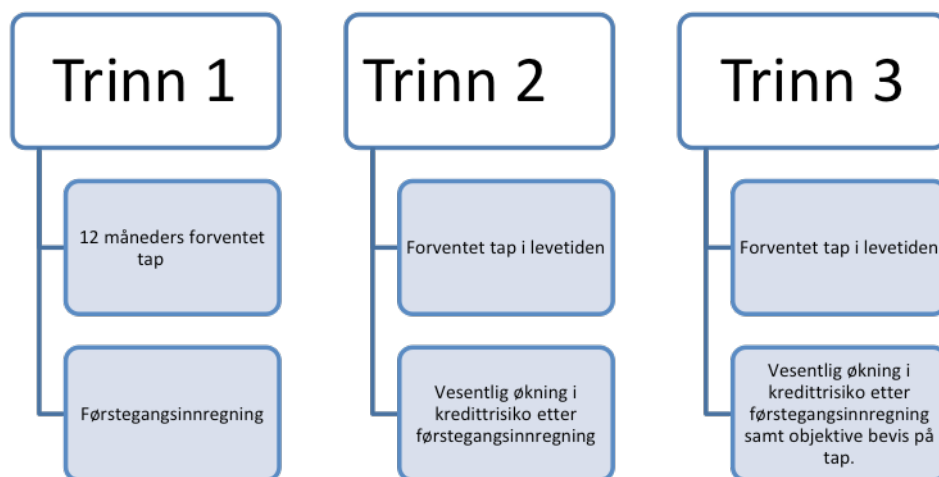 Trinn 1
12 måneders forventet
tap
Førstegangsinnregning
Trinn 2
Forventet tap i levetiden
Vesentlig økning i
kredittrisiko etter
førstegangsinnregning
Trinn 3
Forventet tap i levetiden
Vesentlig økning i
kredittrisiko etter
førstegangsinnregning
samt objektive bevis på
tap.